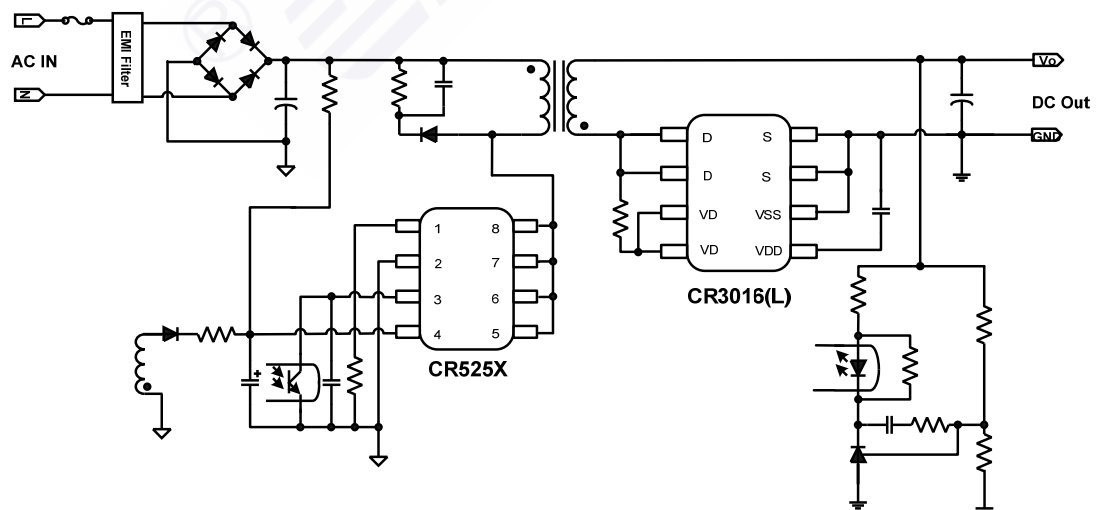 L
AC IN
N
EMI Filter
Vo
DC Out
GND
D
D
VD
VD
S
S
VSS
VDD
CR3016(L)
1
2
3
4
8
7
6
5
CR525X
+